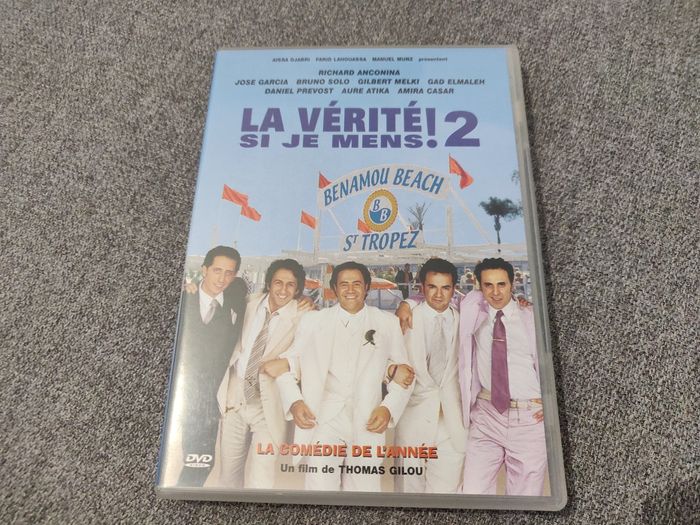 AISSA DJABRI FARID LAHOUASSA MANUEL MUNZ présentent
RICHARD ANCONINA
JOSE GARCIA BRUNO SOLO GILBERT MELKI GAD ELMALEH
DANIEL PREVOST AURE ATIKA AMIRA CASAR
LA VÉRITÉ
SI JE MENS! 2
BENAMOU BEACH
BB
ST TROPEZ
LA COMÉDIE DE L'ANNÉE
Un film de THOMAS GILOU
DVD
VIDEO